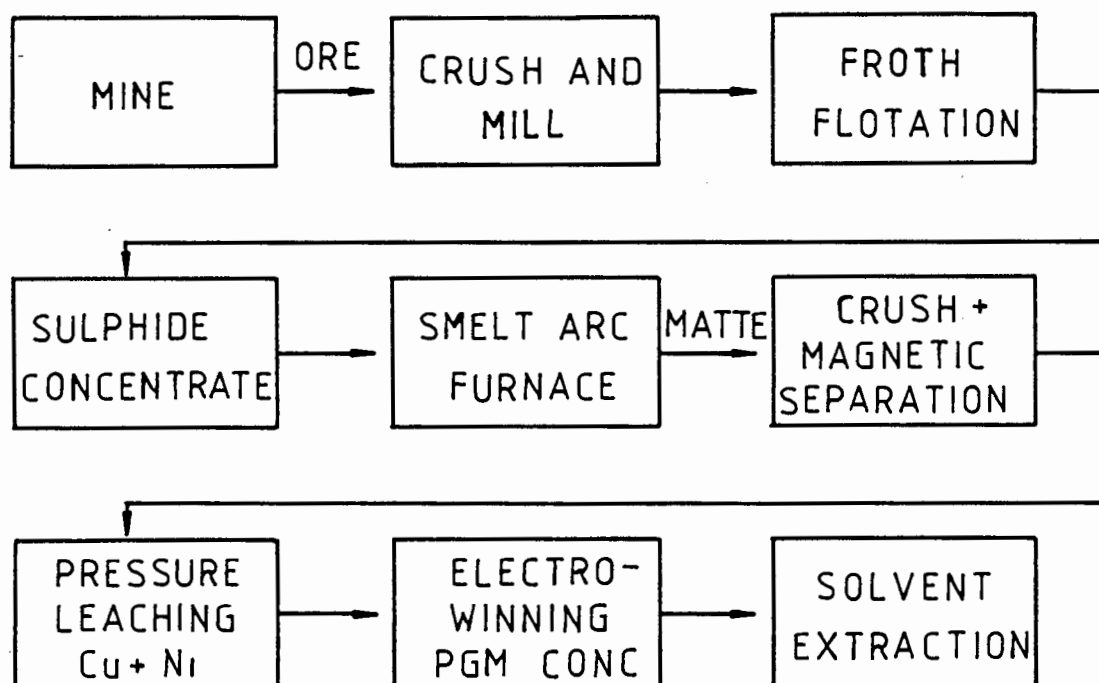 MINE
ORE
CRUSH AND
MILL
FROTH
FLOTATION
SULPHIDE
CONCENTRATE
SMELT ARC
FURNACE
MATTE
CRUSH +
MAGNETIC
SEPARATION
PRESSURE
LEACHING
Cu + Ni
ELECTRO-
WINNING
PGM CONC
SOLVENT
EXTRACTION